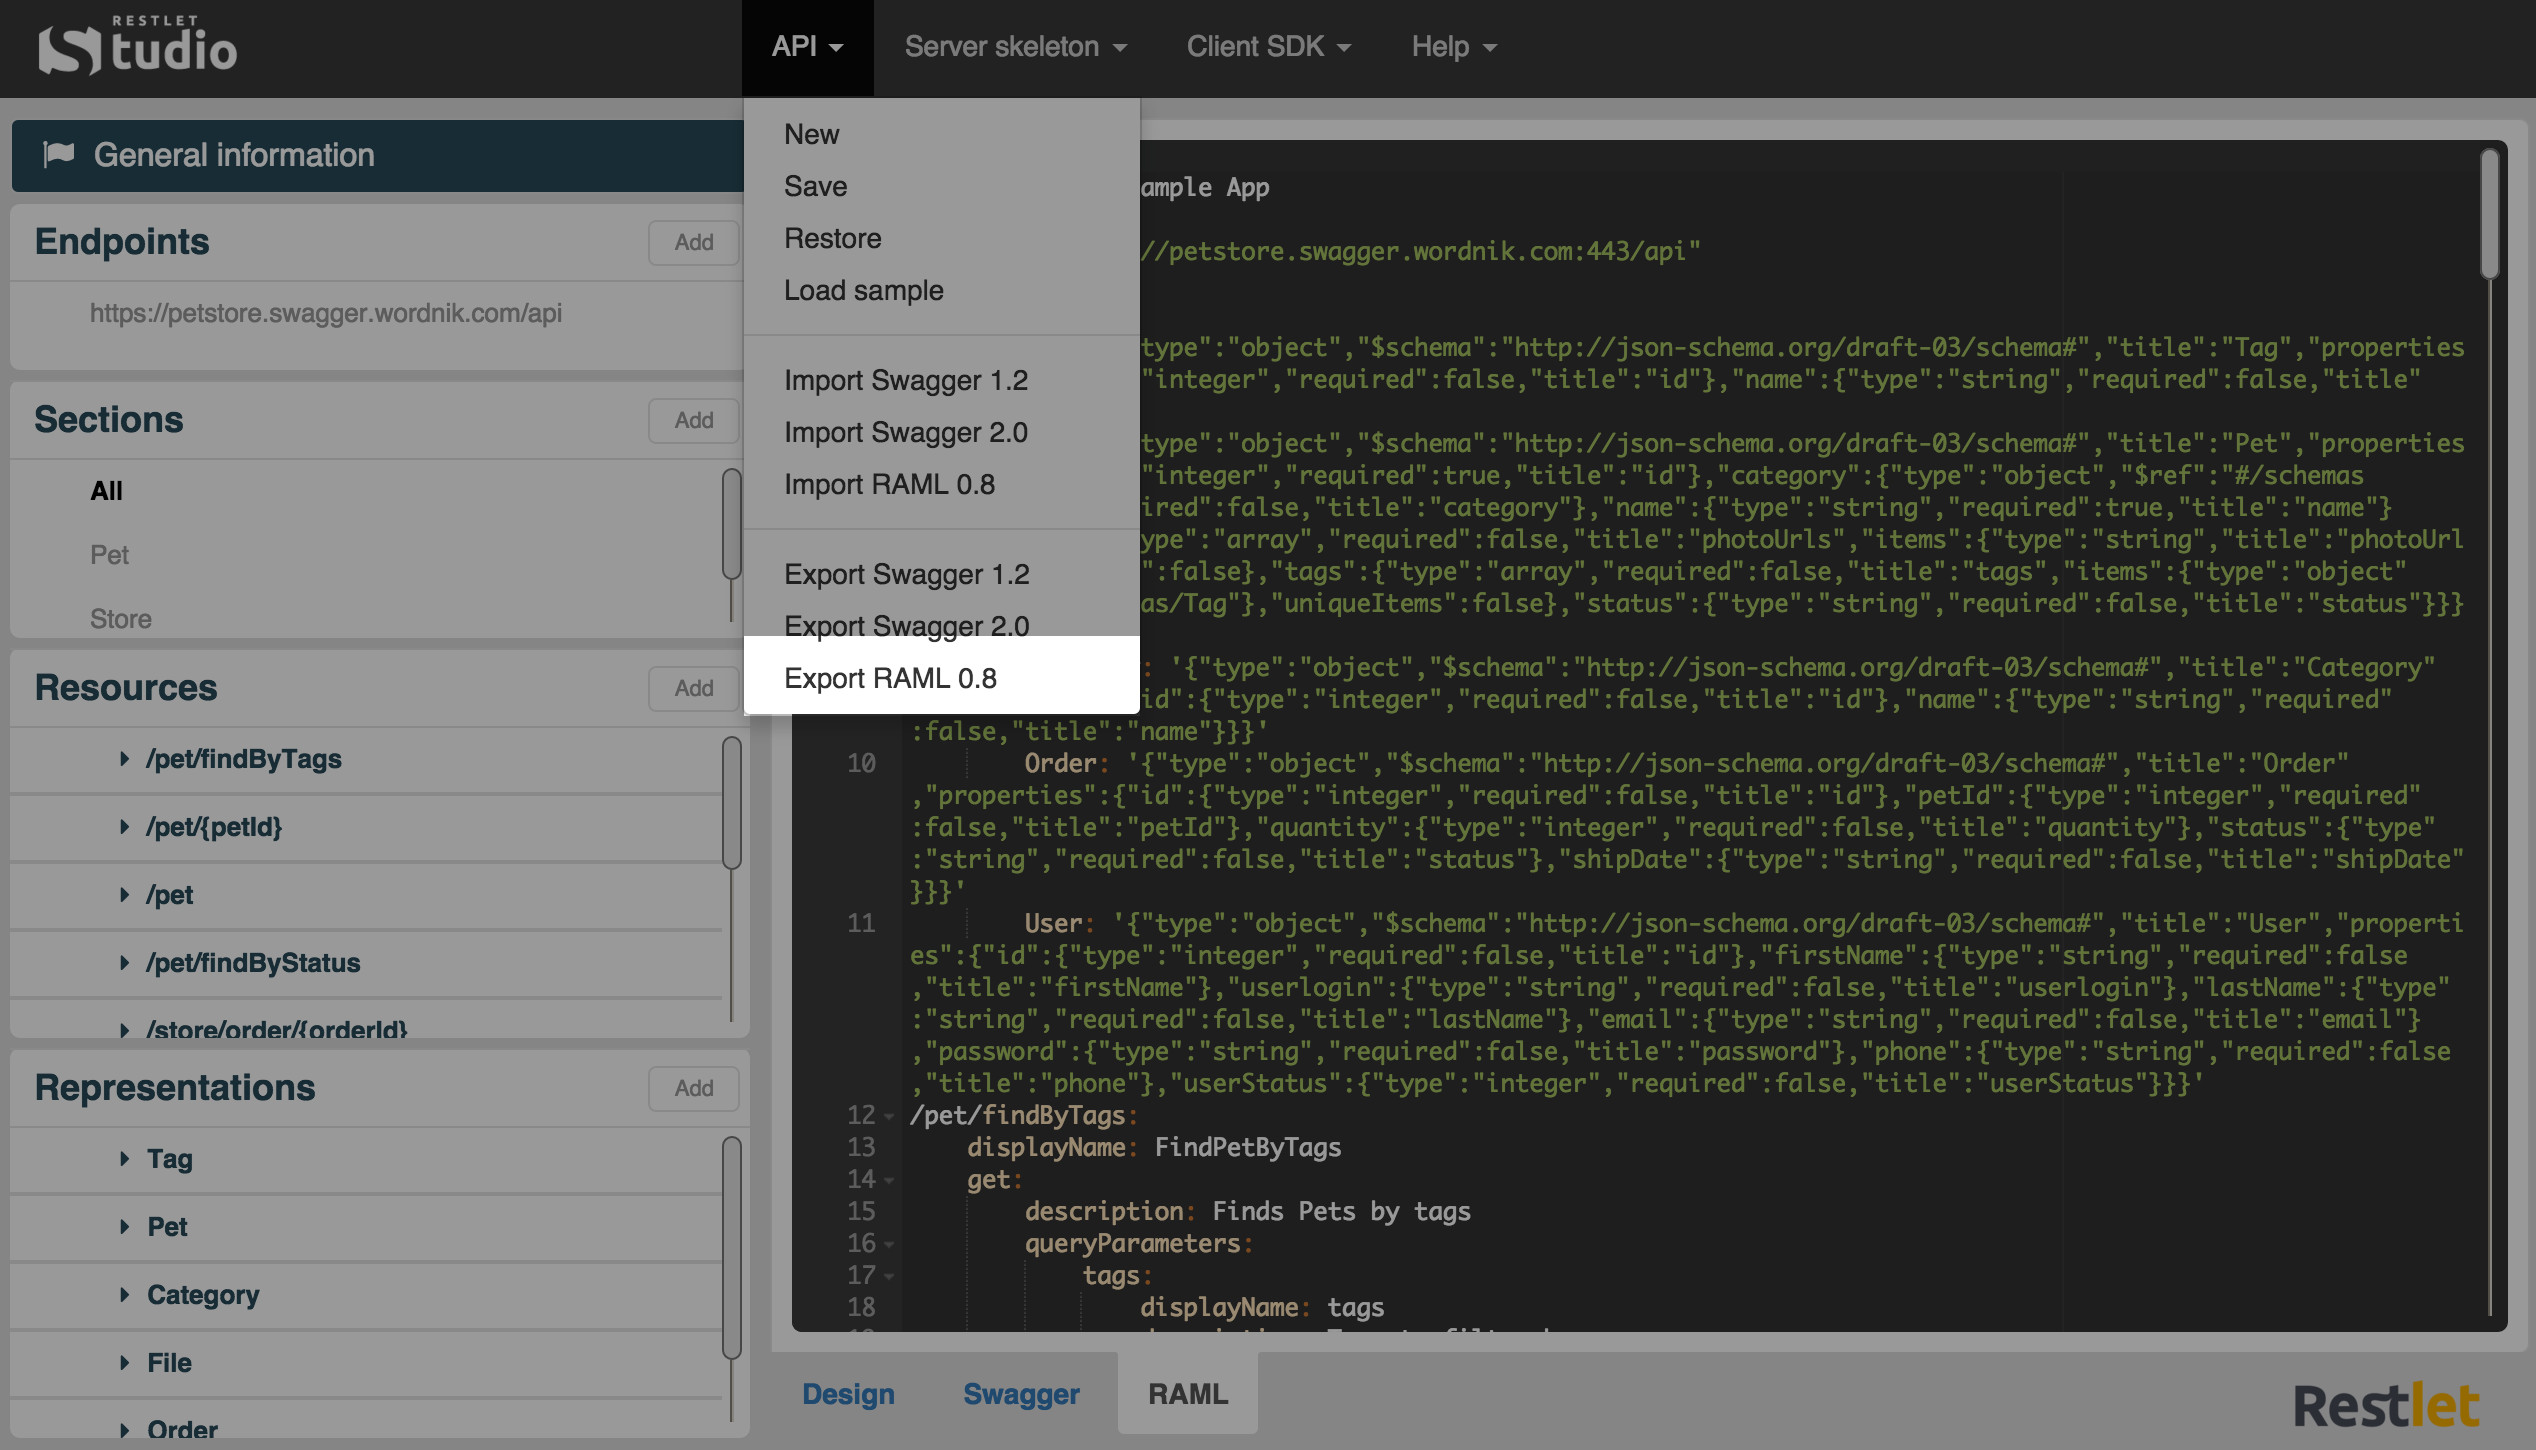 RESTLET
Studio
API
Server skeleton
Client SDK
Help
General information
Endpoints
Add
https://petstore.swagger.wordnik.com/api
Sections
Add
All
Pet
Store
Resources
Add
/pet/findByTags
/pet/{petId}
/pet
/pet/findByStatus
/store/order/{orderId}
Representations
Add
Tag
Pet
Category
File
Order
New
Save
Restore
Load sample
Import Swagger 1.2
Import Swagger 2.0
Import RAML 0.8
Export Swagger 1.2
Export Swagger 2.0
Export RAML 0.8
ample App
//petstore.swagger.wordnik.com:443/api"
type":"object","$schema":"http://json-schema.org/draft-03/schema#","title":"Tag","properties
"integer","required":false,"title":"id"},"name":{"type":"string","required":false,"title"
type":"object","$schema":"http://json-schema.org/draft-03/schema#","title":"Pet","properties
"integer","required":true,"title":"id"},"category":{"type":"object","$ref":"#/schemas
ired":false,"title":"category"},"name":{"type":"string","required":true,"title":"name"}
ype":"array","required":false,"title":"photoUrls","items":{"type":"string","title":"photoUrl
":false},"tags":{"type":"array","required":false,"title":"tags","items":{"type":"object"
as/Tag"},"uniqueItems":false},"status":{"type":"string","required":false,"title":"status"}}}
: '{"type":"object","$schema":"http://json-schema.org/draft-03/schema#","title":"Category"
id":{"type":"integer","required":false,"title":"id"},"name":{"type":"string","required"
:false,"title":"name"}}}'
10 Order: '{"type":"object","$schema":"http://json-schema.org/draft-03/schema#","title":"Order"
,"properties":{"id":{"type":"integer","required":false,"title":"id"},"petId":{"type":"integer","required"
:false,"title":"petId"},"quantity":{"type":"integer","required":false,"title":"quantity"},"status":{"type"
:"string","required":false,"title":"status"},"shipDate":{"type":"string","required":false,"title":"shipDate"
}}}'
11 User: '{"type":"object","$schema":"http://json-schema.org/draft-03/schema#","title":"User","properti
es":{"id":{"type":"integer","required":false,"title":"id"},"firstName":{"type":"string","required":false
,"title":"firstName"},"userlogin":{"type":"string","required":false,"title":"userlogin"},"lastName":{"type"
:"string","required":false,"title":"lastName"},"email":{"type":"string","required":false,"title":"email"}
,"password":{"type":"string","required":false,"title":"password"},"phone":{"type":"string","required":false
,"title":"phone"},"userStatus":{"type":"integer","required":false,"title":"userStatus"}}}'
12 /pet/findByTags:
13 displayName: FindPetByTags
14 get:
15 description: Finds Pets by tags
16 queryParameters:
17 tags:
18 displayName: tags
Design
Swagger
RAML
Restlet